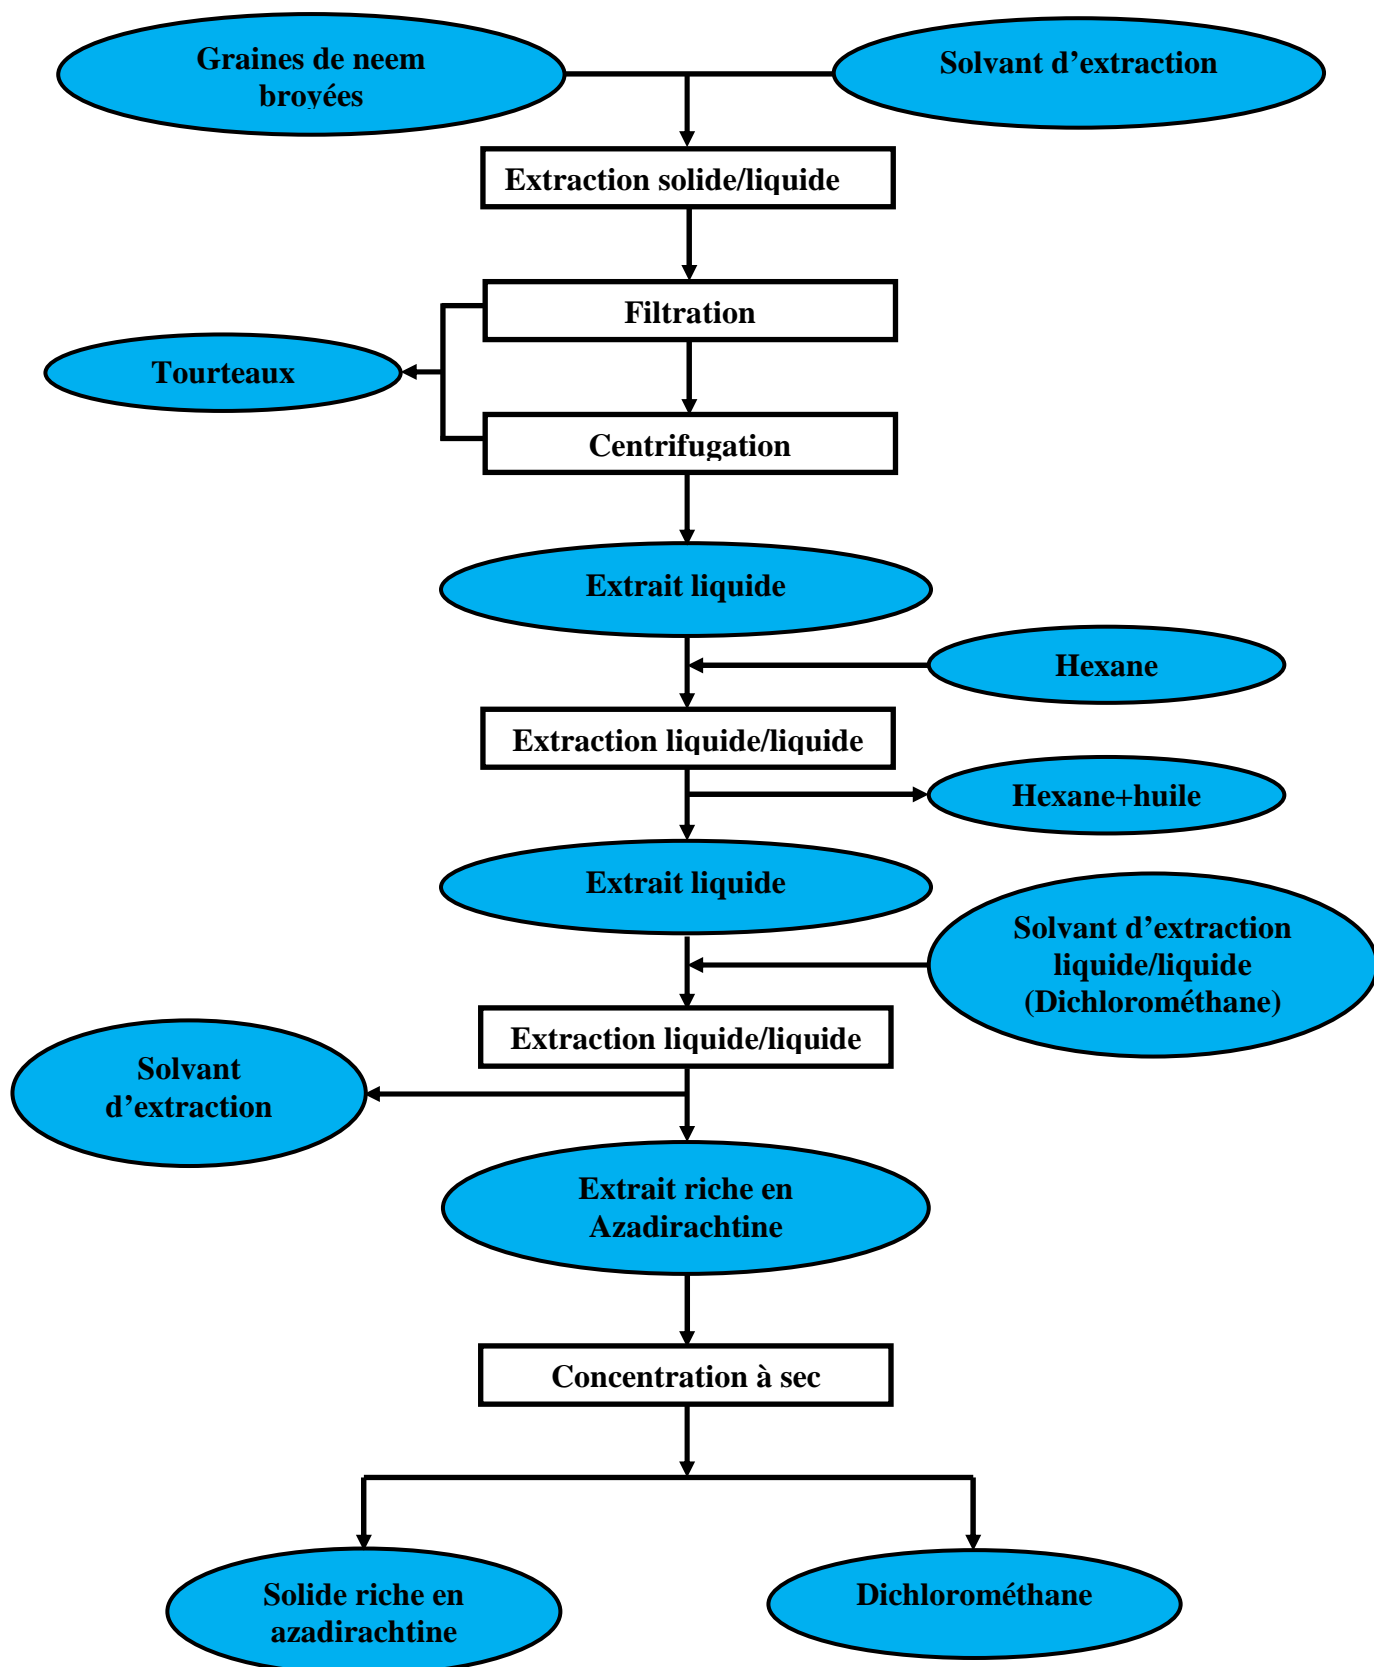 Graines de neem
broyées
Solvant d’extraction
Extraction solide/liquide
Filtration
Tourteaux
Centrifugation
Extrait liquide
Hexane
Extraction liquide/liquide
Hexane+huile
Extrait liquide
Solvant d’extraction
liquide/liquide
(Dichlorométhane)
Extraction liquide/liquide
Solvant
d’extraction
Extrait riche en
Azadirachtine
Concentration à sec
Solide riche en
azadirachtine
Dichlorométhane